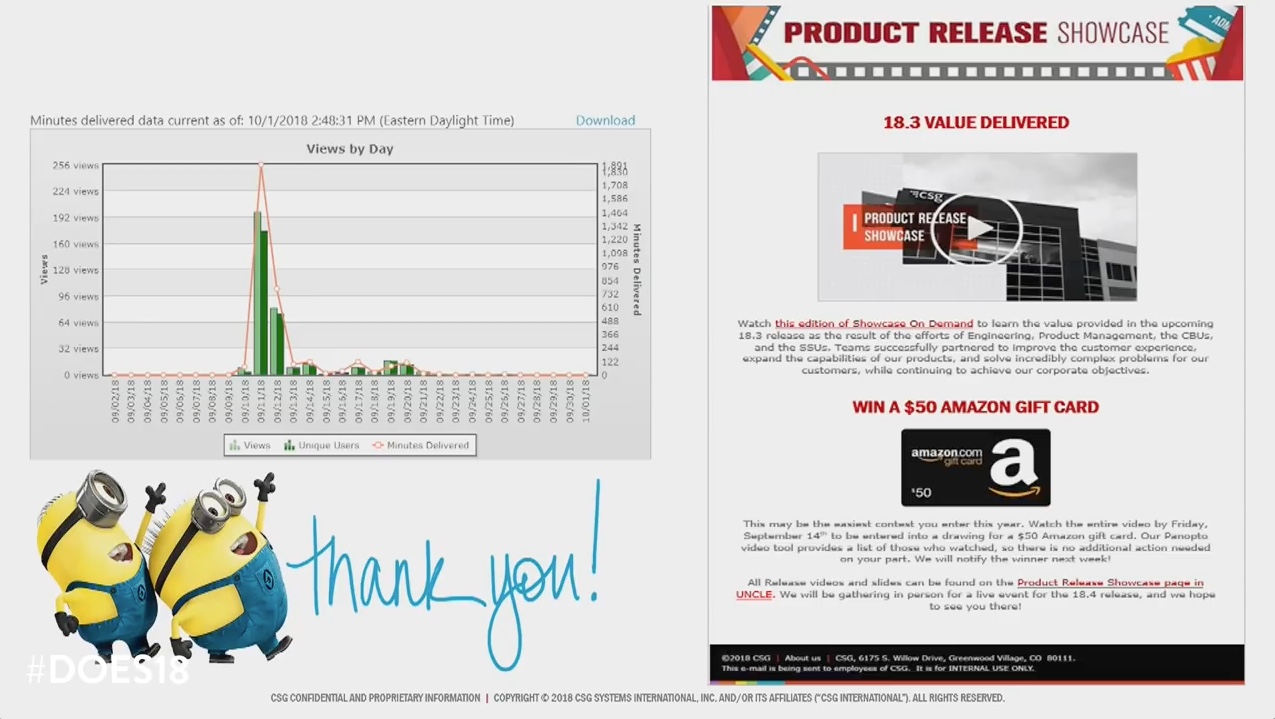 PRODUCT RELEASE SHOWCASE
ADM
Minutes delivered data current as of: 10/1/2018 2:48:31 PM (Eastern Daylight Time)
Download
Views by Day
256 views
224 views
192 views
160 views
128 views
96 views
64 views
32 views
0 views
Views
1,891
1,830
1,708
1,586
1,464
1,342
1,220
1,098
976
854
732
610
488
366
244
122
0
Minutes Delivered
09/02/18
09/03/18
09/04/18
09/05/18
09/06/18
09/07/18
09/08/18
09/09/18
09/10/18
09/11/18
09/12/18
09/13/18
09/14/18
09/15/18
09/16/18
09/17/18
09/18/18
09/19/18
09/20/18
09/21/18
09/22/18
09/23/18
09/24/18
09/25/18
09/26/18
09/27/18
09/28/18
09/29/18
09/30/18
10/01/18
Views
Unique Users
Minutes Delivered
thank you!
#DOES18
18.3 VALUE DELIVERED
csg
PRODUCT RELEASE
SHOWCASE
Watch this edition of Showcase On Demand to learn the value provided in the upcoming
18.3 release as the result of the efforts of Engineering, Product Management, the CBUs,
and the SSUs. Teams successfully partnered to improve the customer experience,
expand the capabilities of our products, and solve incredibly complex problems for our
customers, while continuing to achieve our corporate objectives.
WIN A $50 AMAZON GIFT CARD
amazon.com
gift card
a
$50
This may be the easiest contest you enter this year. Watch the entire video by Friday,
September 14th to be entered into a drawing for a $50 Amazon gift card. Our Panopto
video tool provides a list of those who watched, so there is no additional action needed
on your part. We will notify the winner next week!
All Release videos and slides can be found on the Product Release Showcase page in
UNCLE. We will be gathering in person for a live event for the 18.4 release, and we hope
to see you there!
©2018 CSG | About us | CSG, 6175 S. Willow Drive, Greenwood Village, CO 80111.
This e-mail is being sent to employees of CSG. It is for INTERNAL USE ONLY.
CSG CONFIDENTIAL AND PROPRIETARY INFORMATION | COPYRIGHT © 2018 CSG SYSTEMS INTERNATIONAL, INC. AND/OR ITS AFFILIATES ("CSG INTERNATIONAL"). ALL RIGHTS RESERVED.